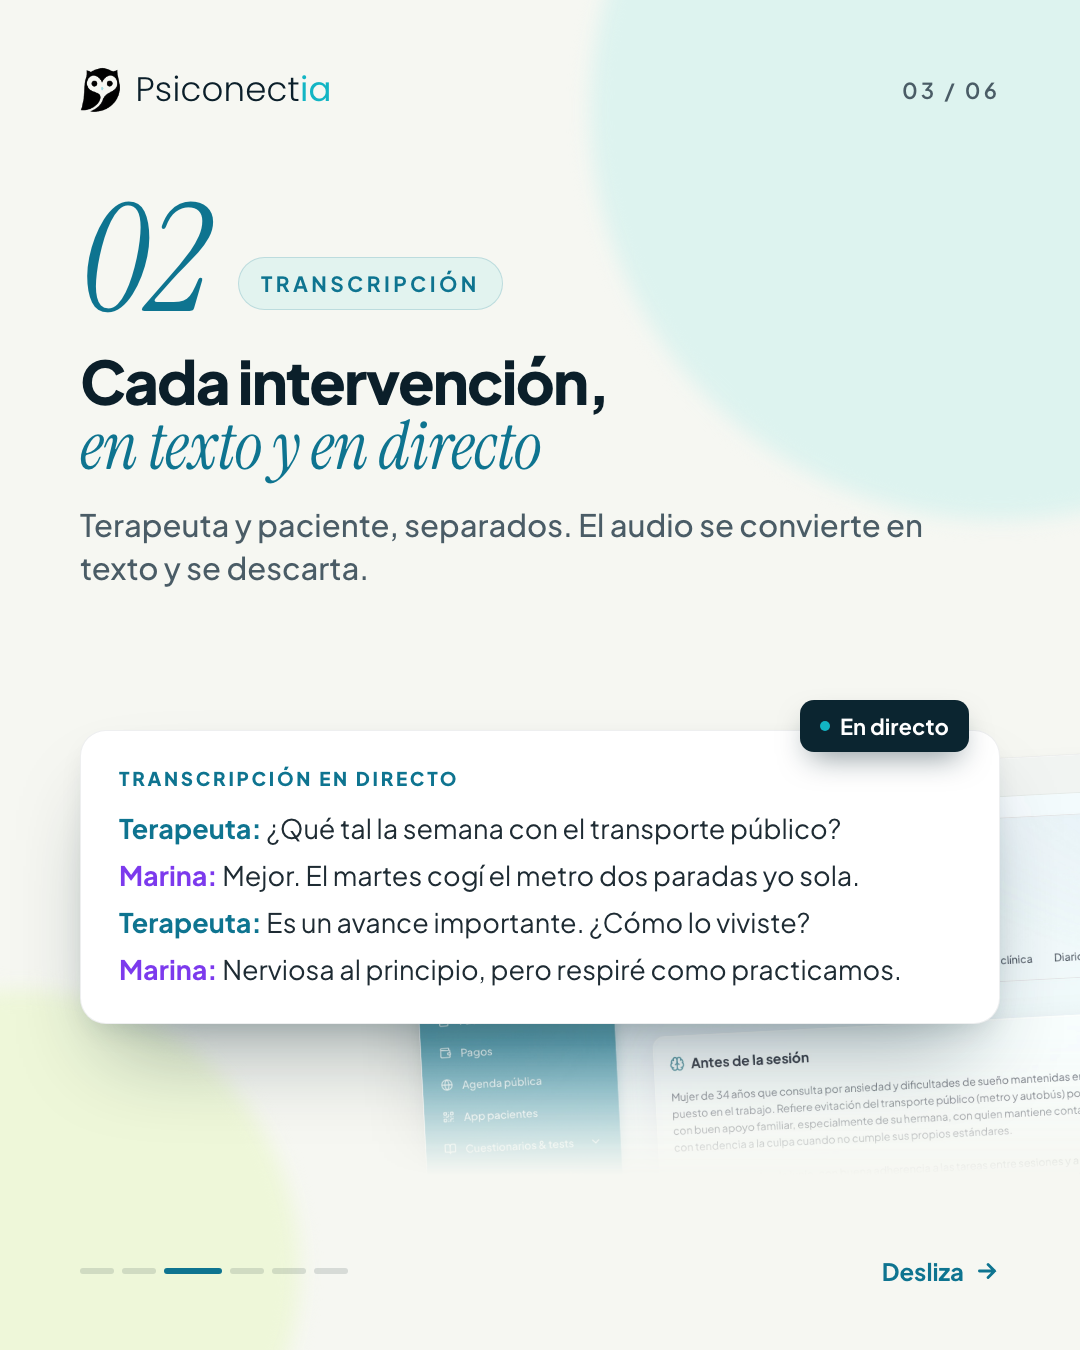 Psiconectia
03 / 06
02
TRANSCRIPCIÓN
Cada intervención,
en texto y en directo
Terapeuta y paciente, separados. El audio se convierte en
texto y se descarta.
En directo
TRANSCRIPCIÓN EN DIRECTO
Terapeuta: ¿Qué tal la semana con el transporte público?
Marina: Mejor. El martes cogí el metro dos paradas yo sola.
Terapeuta: Es un avance importante. ¿Cómo lo viviste?
Marina: Nerviosa al principio, pero respiré como practicamos.
clínica
Pagos
Agenda pública
App pacientes
Cuestionarios & tests
Antes de la sesión
Mujer de 34 años que consulta por ansiedad y dificultades de sueño mantenidas
puesto en el trabajo. Refiere evitación del transporte público (metro y autobús)
con buen apoyo familiar, especialmente de su hermana, con quien mantiene
con tendencia a la culpa cuando no cumple sus propios estándares.
Desliza